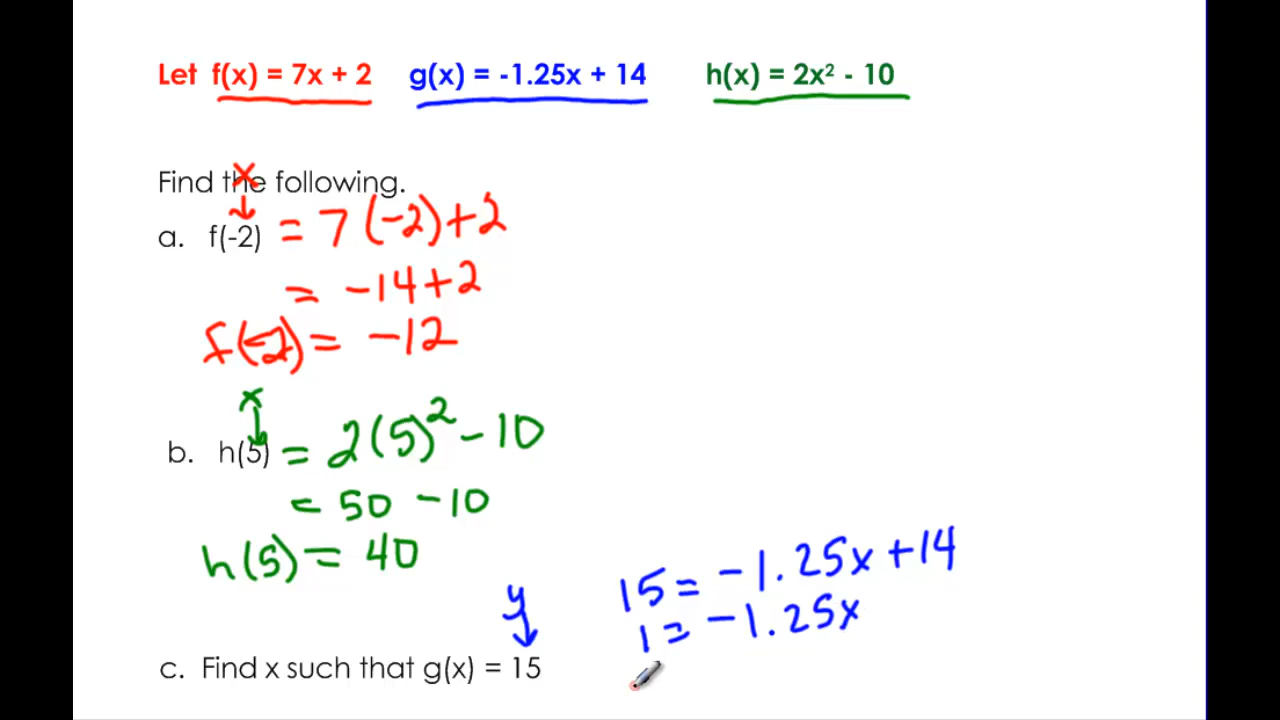 Let f(x) = 7x + 2 g(x) = -1.25x + 14 h(x) = 2x² - 10
Find the following.
x
a. f(-2) = 7(-2)+2
= -14+2
f(-2) = -12
x
b. h(5) = 2(5)² - 10
= 50 - 10
h(5) = 40
15 = -1.25x + 14
y
1 = -1.25x
c. Find x such that g(x) = 15